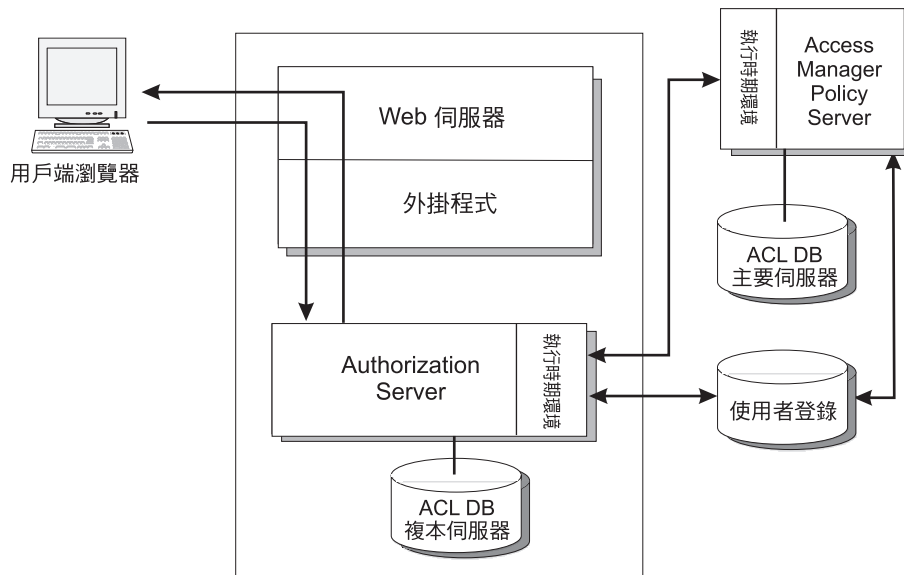 用戶端瀏覽器
Web 伺服器
外掛程式
Authorization
Server
執行時期環境
ACL DB
複本伺服器
執行時期環境
Access
Manager
Policy
Server
ACL DB
主要伺服器
使用者登錄